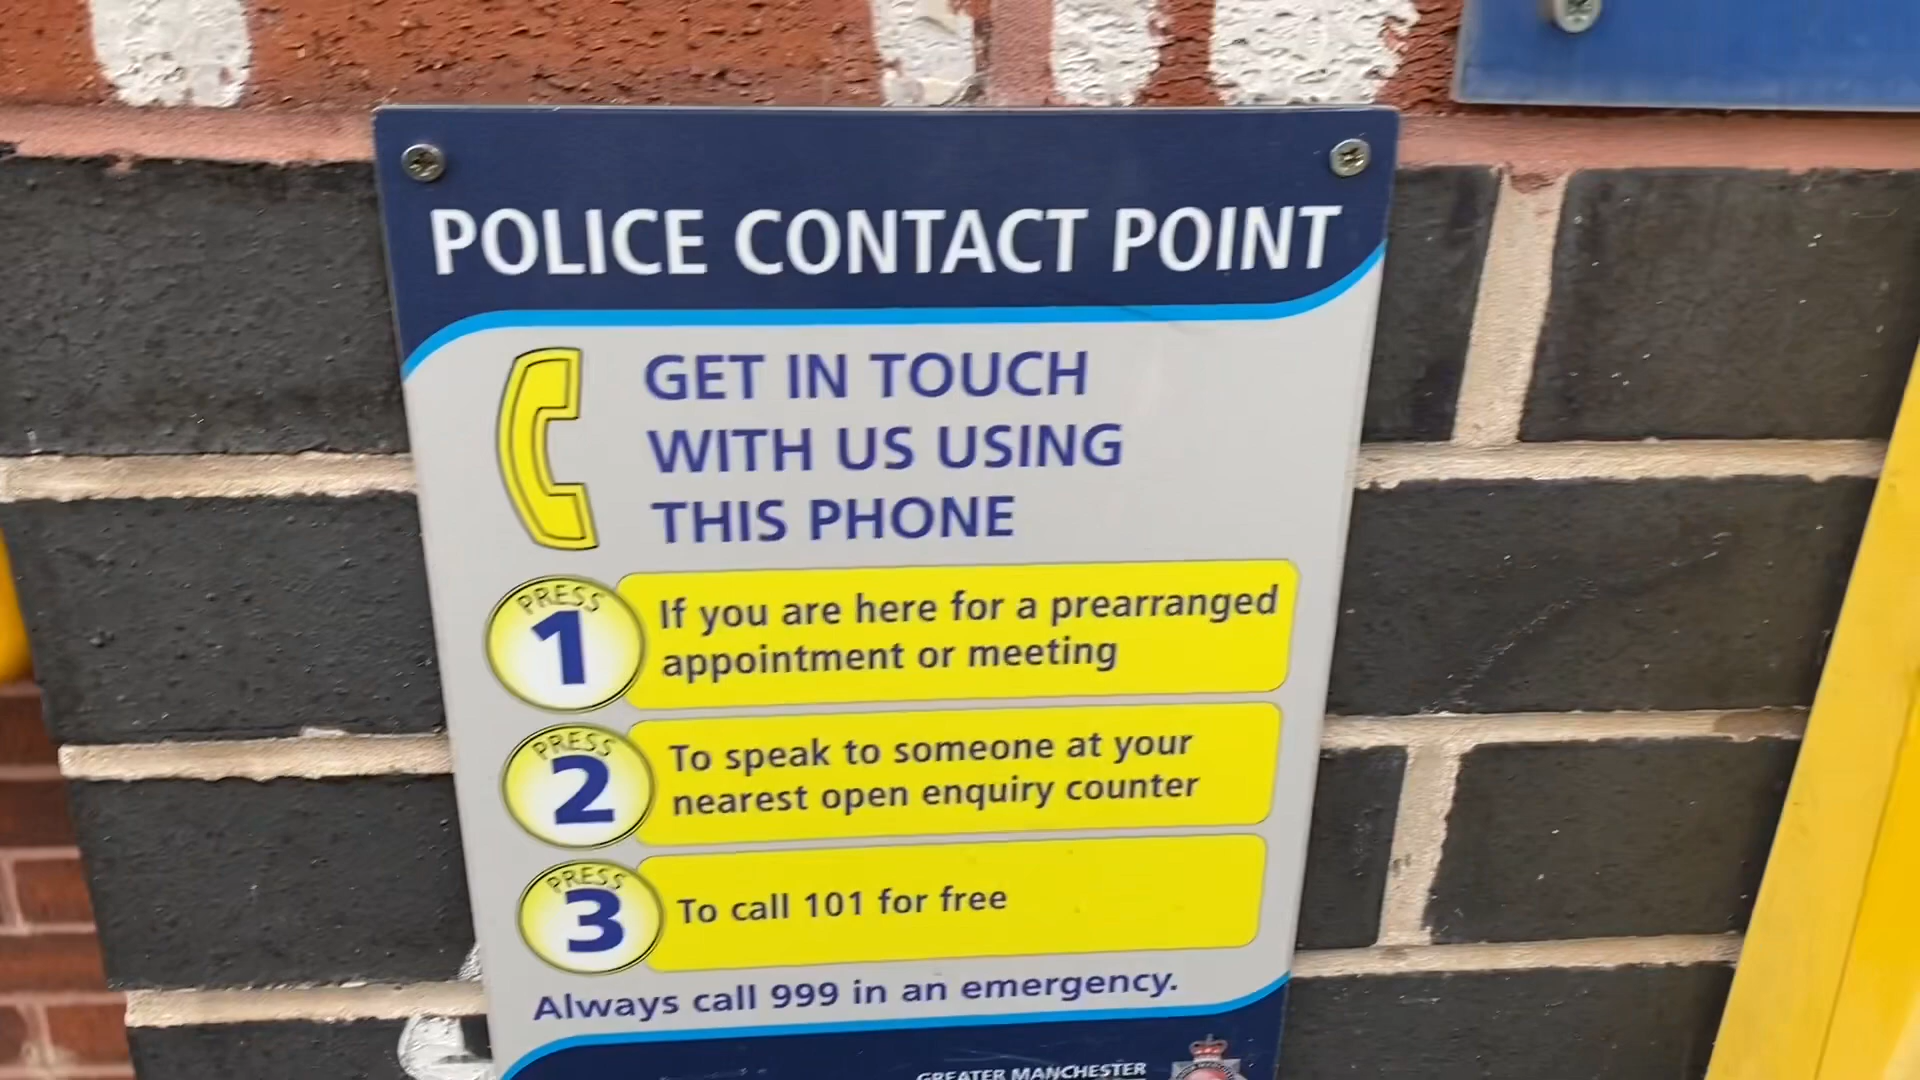 POLICE CONTACT POINT
GET IN TOUCH
WITH US USING
THIS PHONE
PRESS
1
If you are here for a prearranged
appointment or meeting
PRESS
2
To speak to someone at your
nearest open enquiry counter
PRESS
3
To call 101 for free
Always call 999 in an emergency.
GREATER MANCHESTER